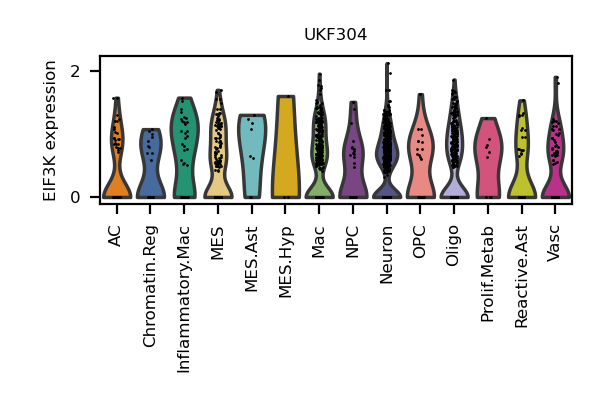 UKF304
EIF3K expression
2
0
AC
Chromatin.Reg
Inflammatory.Mac
MES
MES.Ast
MES.Hyp
Mac
NPC
Neuron
OPC
Oligo
Prolif.Metab
Reactive.Ast
Vasc